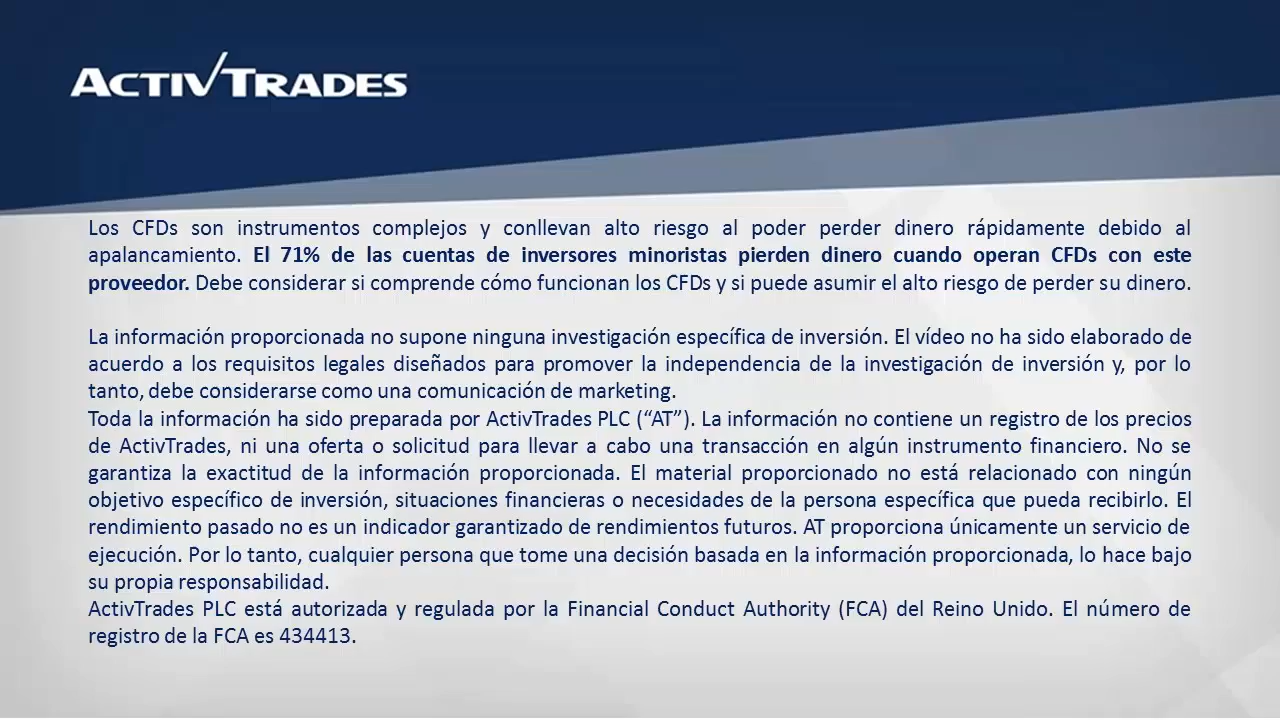 ACTIVTRADES
Los CFDs son instrumentos complejos y conllevan alto riesgo al poder perder dinero rápidamente debido al
apalancamiento. El 71% de las cuentas de inversores minoristas pierden dinero cuando operan CFDs con este
proveedor. Debe considerar si comprende cómo funcionan los CFDs y si puede asumir el alto riesgo de perder su dinero.
La información proporcionada no supone ninguna investigación específica de inversión. El vídeo no ha sido elaborado de
acuerdo a los requisitos legales diseñados para promover la independencia de la investigación de inversión y, por lo
tanto, debe considerarse como una comunicación de marketing.
Toda la información ha sido preparada por ActivTrades PLC (“AT”). La información no contiene un registro de los precios
de ActivTrades, ni una oferta o solicitud para llevar a cabo una transacción en algún instrumento financiero. No se
garantiza la exactitud de la información proporcionada. El material proporcionado no está relacionado con ningún
objetivo específico de inversión, situaciones financieras o necesidades de la persona específica que pueda recibirlo. El
rendimiento pasado no es un indicador garantizado de rendimientos futuros. AT proporciona únicamente un servicio de
ejecución. Por lo tanto, cualquier persona que tome una decisión basada en la información proporcionada, lo hace bajo
su propia responsabilidad.
ActivTrades PLC está autorizada y regulada por la Financial Conduct Authority (FCA) del Reino Unido. El número de
registro de la FCA es 434413.